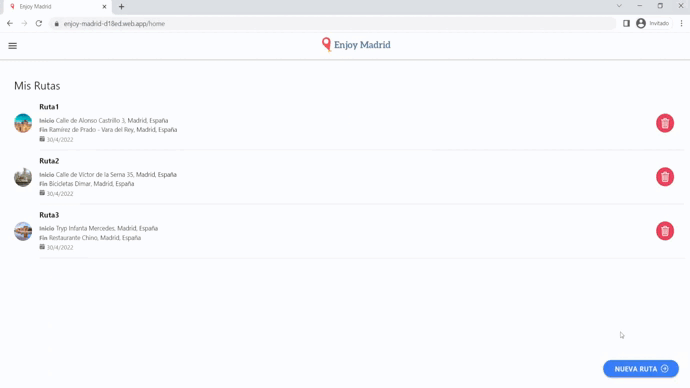 Enjoy Madrid
enjoy-madrid-d18ed.web.app/home
Invitado
Enjoy Madrid
Mis Rutas
Ruta1
Inicio Calle de Alonso Castrillo 3, Madrid, España
Fin Ramírez de Prado - Vara del Rey, Madrid, España
30/4/2022
Ruta2
Inicio Calle de Víctor de la Serna 35, Madrid, España
Fin Bicicletas Dimar, Madrid, España
30/4/2022
Ruta3
Inicio Tryp Infanta Mercedes, Madrid, España
Fin Restaurante Chino, Madrid, España
30/4/2022
NUEVA RUTA